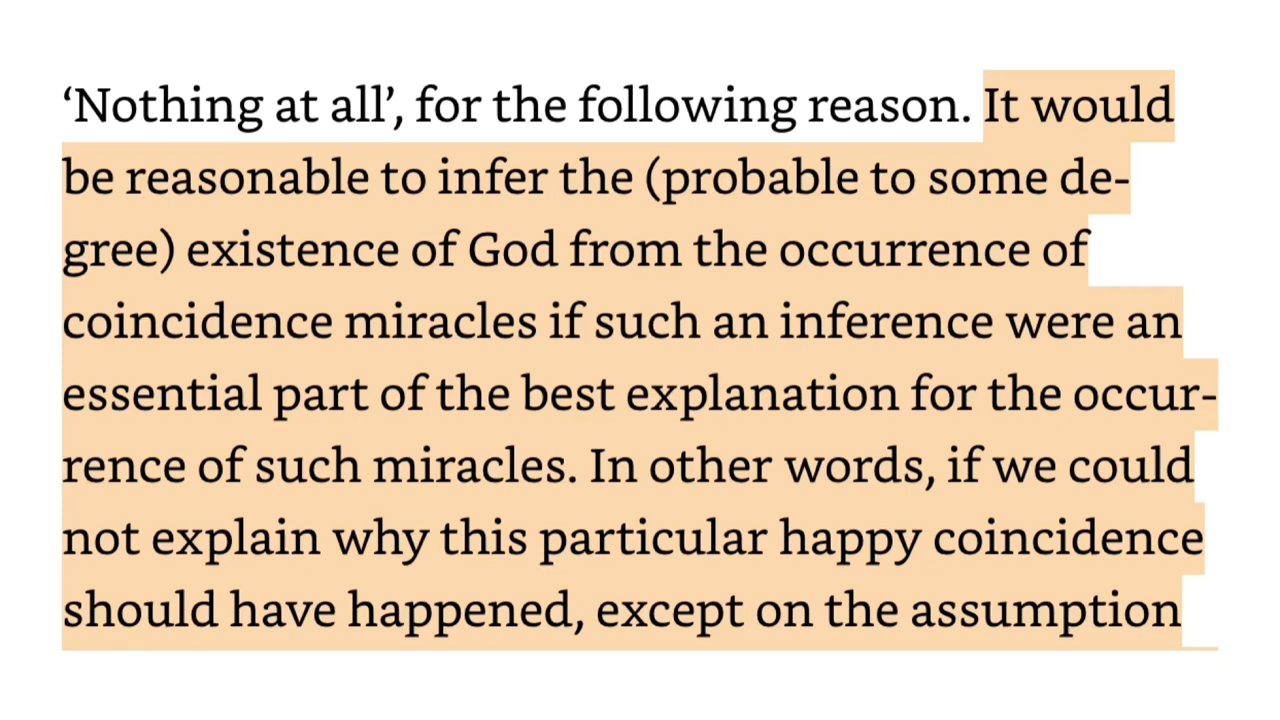 ‘Nothing at all’, for the following reason. It would
be reasonable to infer the (probable to some de-
gree) existence of God from the occurrence of
coincidence miracles if such an inference were an
essential part of the best explanation for the occur-
rence of such miracles. In other words, if we could
not explain why this particular happy coincidence
should have happened, except on the assumption